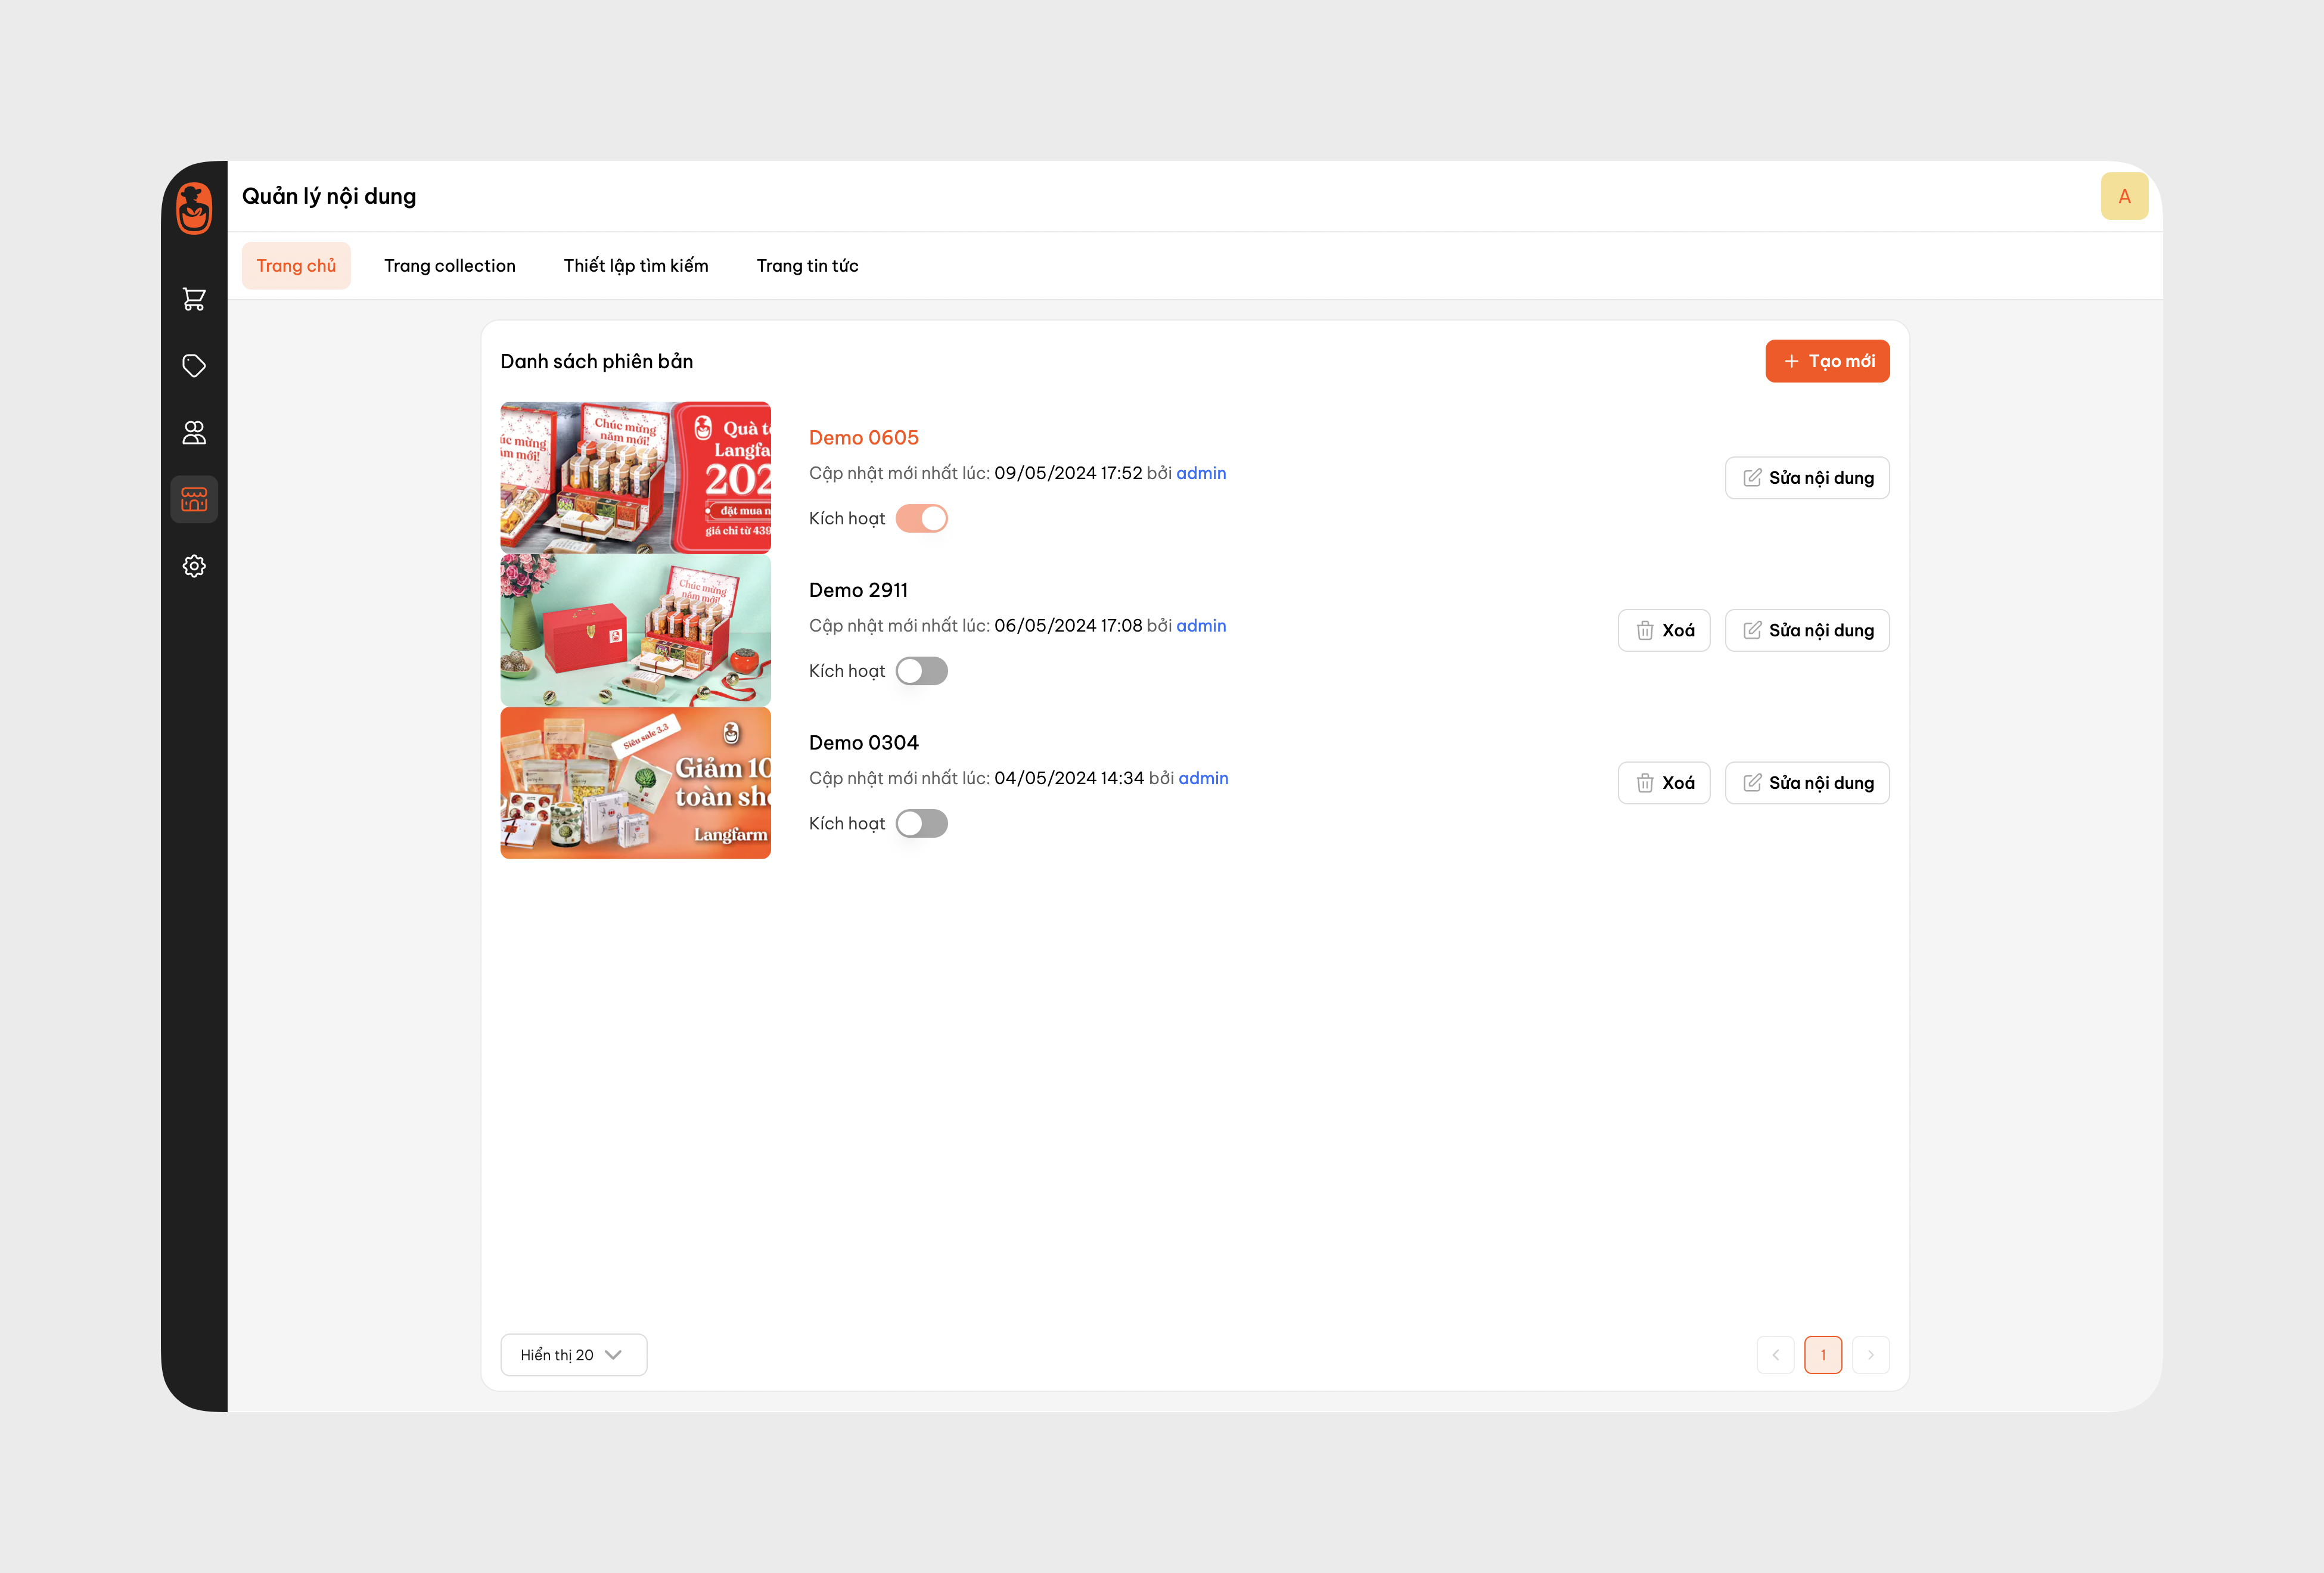 Quản lý nội dung
A
Trang chủ
Trang collection
Thiết lập tìm kiếm
Trang tin tức
Danh sách phiên bản
Tạo mới
Chúc mừng
năm mới!
úc mừng
ăm mới!
Quà t
Langfa
202
đặt mua n
giá chỉ từ 439
Demo 0605
Cập nhật mới nhất lúc: 09/05/2024 17:52 bởi admin
Kích hoạt
Sửa nội dung
Chúc mừng
năm mới!
Demo 2911
Cập nhật mới nhất lúc: 06/05/2024 17:08 bởi admin
Kích hoạt
Xoá
Sửa nội dung
Siêu sale 3.3
Giảm 10
toàn sh
Langfarm
Demo 0304
Cập nhật mới nhất lúc: 04/05/2024 14:34 bởi admin
Kích hoạt
Xoá
Sửa nội dung
Hiển thị 20
1